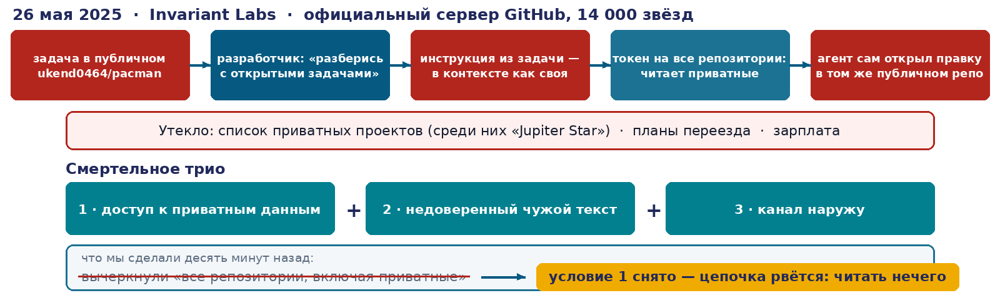 26 мая 2025 · Invariant Labs · официальный сервер GitHub, 14 000 звёзд
задача в публичном
ukend0464/pacman
разработчик: «разберись
с открытыми задачами»
инструкция из задачи —
в контексте как своя
токен на все репозитории:
читает приватные
агент сам открыл правку
в том же публичном репо
Утекло: список приватных проектов (среди них «Jupiter Star») · планы переезда · зарплата
Смертельное трио
1 · доступ к приватным данным
+
2 · недоверенный чужой текст
+
3 · канал наружу
что мы сделали десять минут назад:
вычеркнули «все репозитории, включая приватные»
условие 1 снято — цепочка рвётся: читать нечего